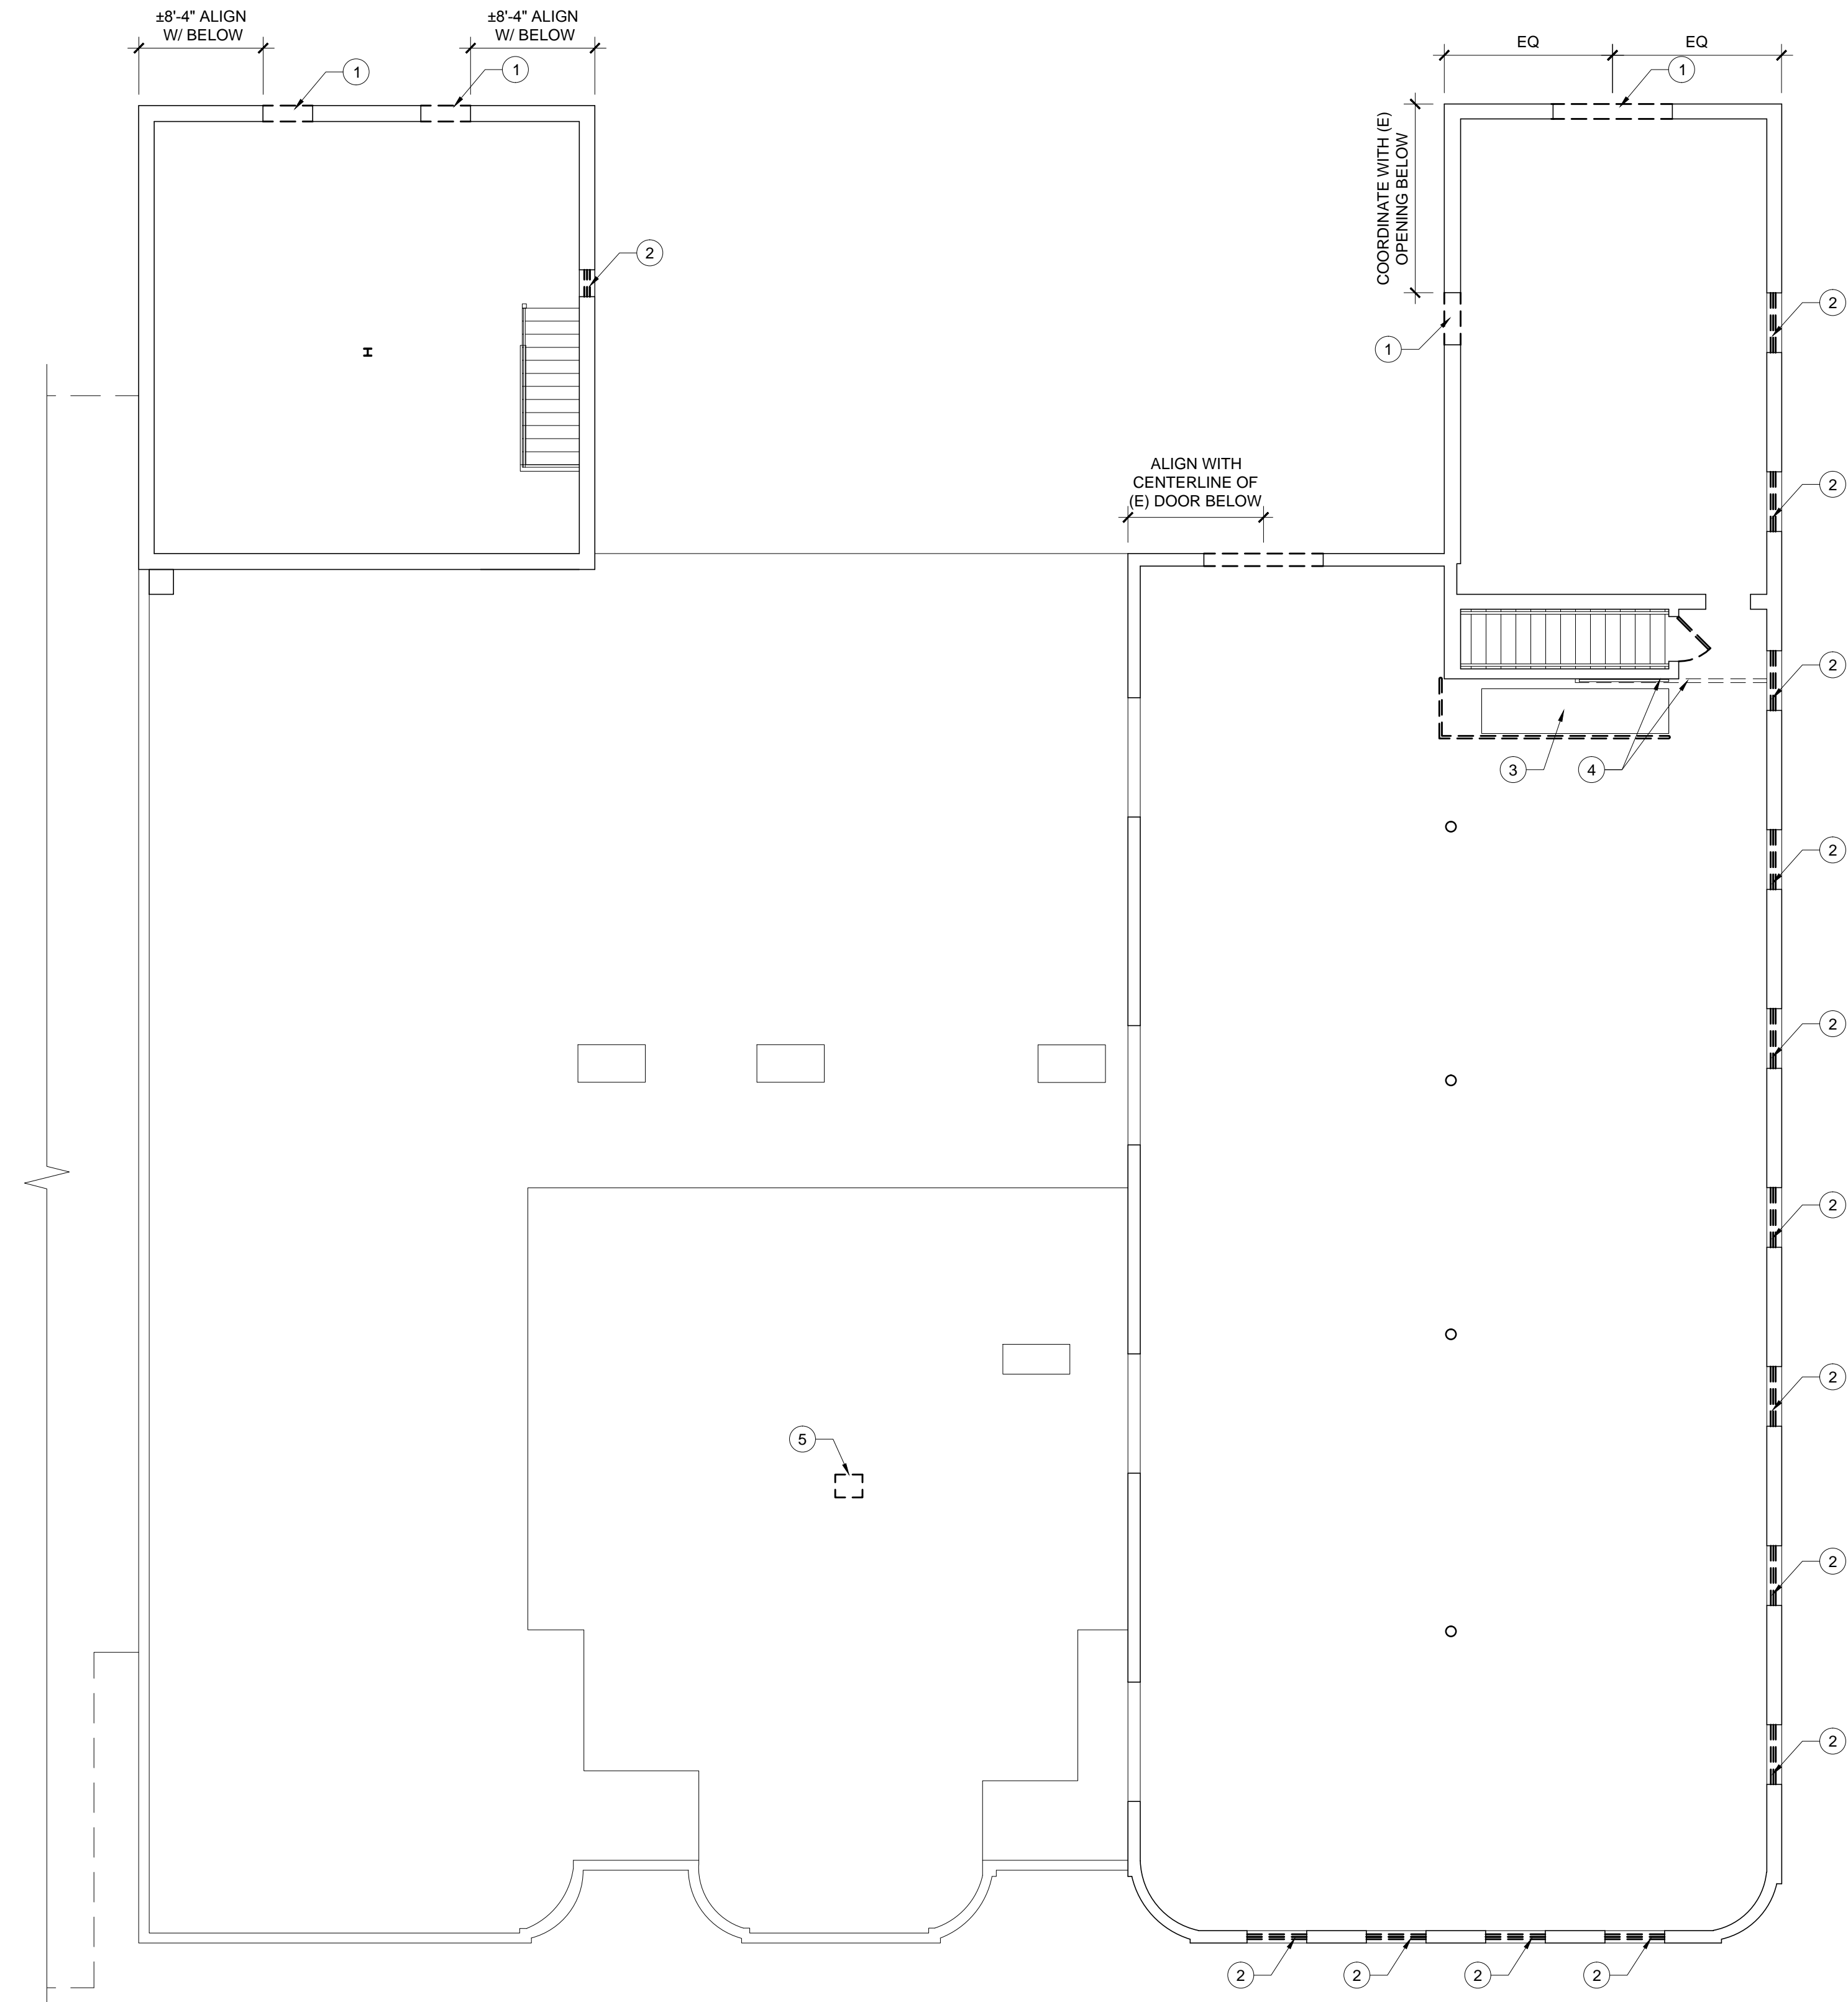 ±8'-4" ALIGN
W/ BELOW
±8'-4" ALIGN
W/ BELOW
EQ
EQ
1
1
1
COORDINATE WITH (E)
OPENING BELOW
2
2
1
ALIGN WITH
CENTERLINE OF
(E) DOOR BELOW
2
2
3
4
2
2
2
2
5
2
2
2
2
2
2